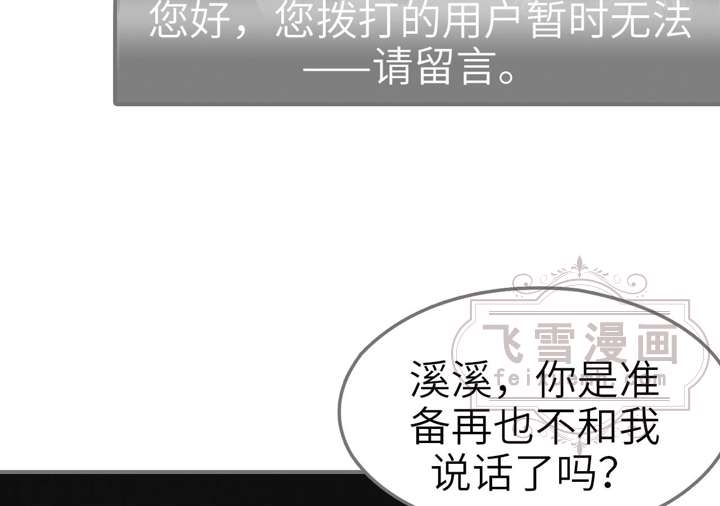 您好，您拨打的用户暂时无法
——请留言。
飞雪漫画
溪溪，你是准
备再也不和我
说话了吗？